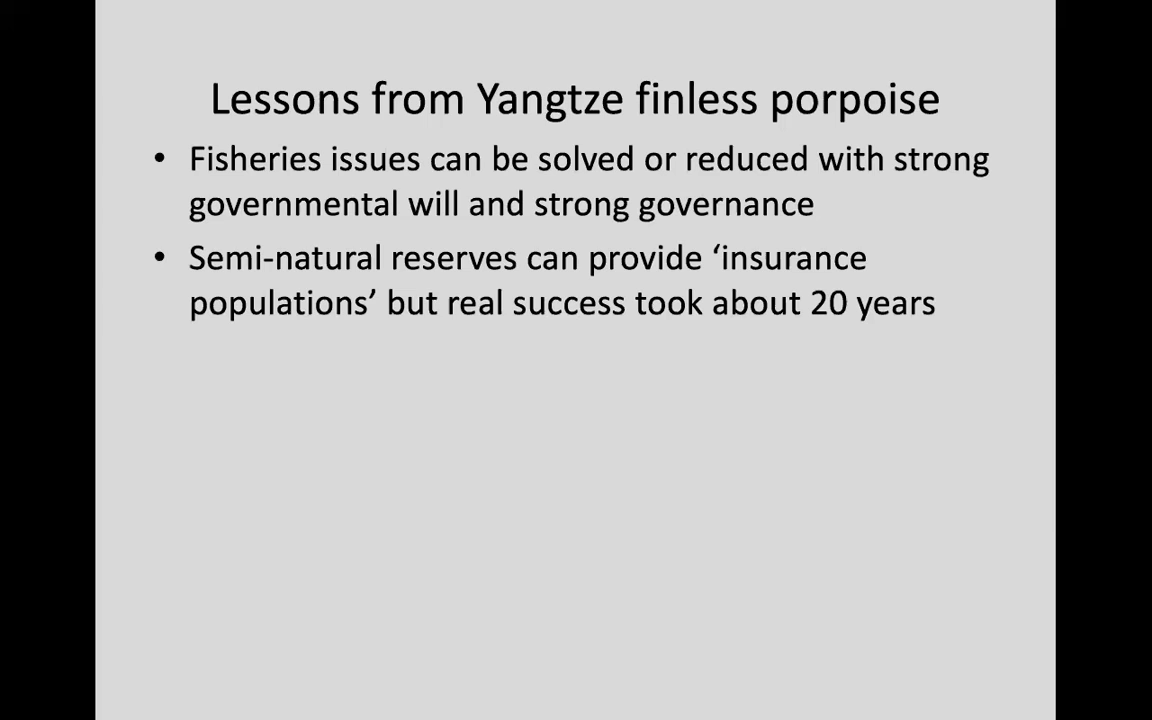 Lessons from Yangtze finless porpoise
• Fisheries issues can be solved or reduced with strong
governmental will and strong governance
• Semi-natural reserves can provide ‘insurance
populations’ but real success took about 20 years